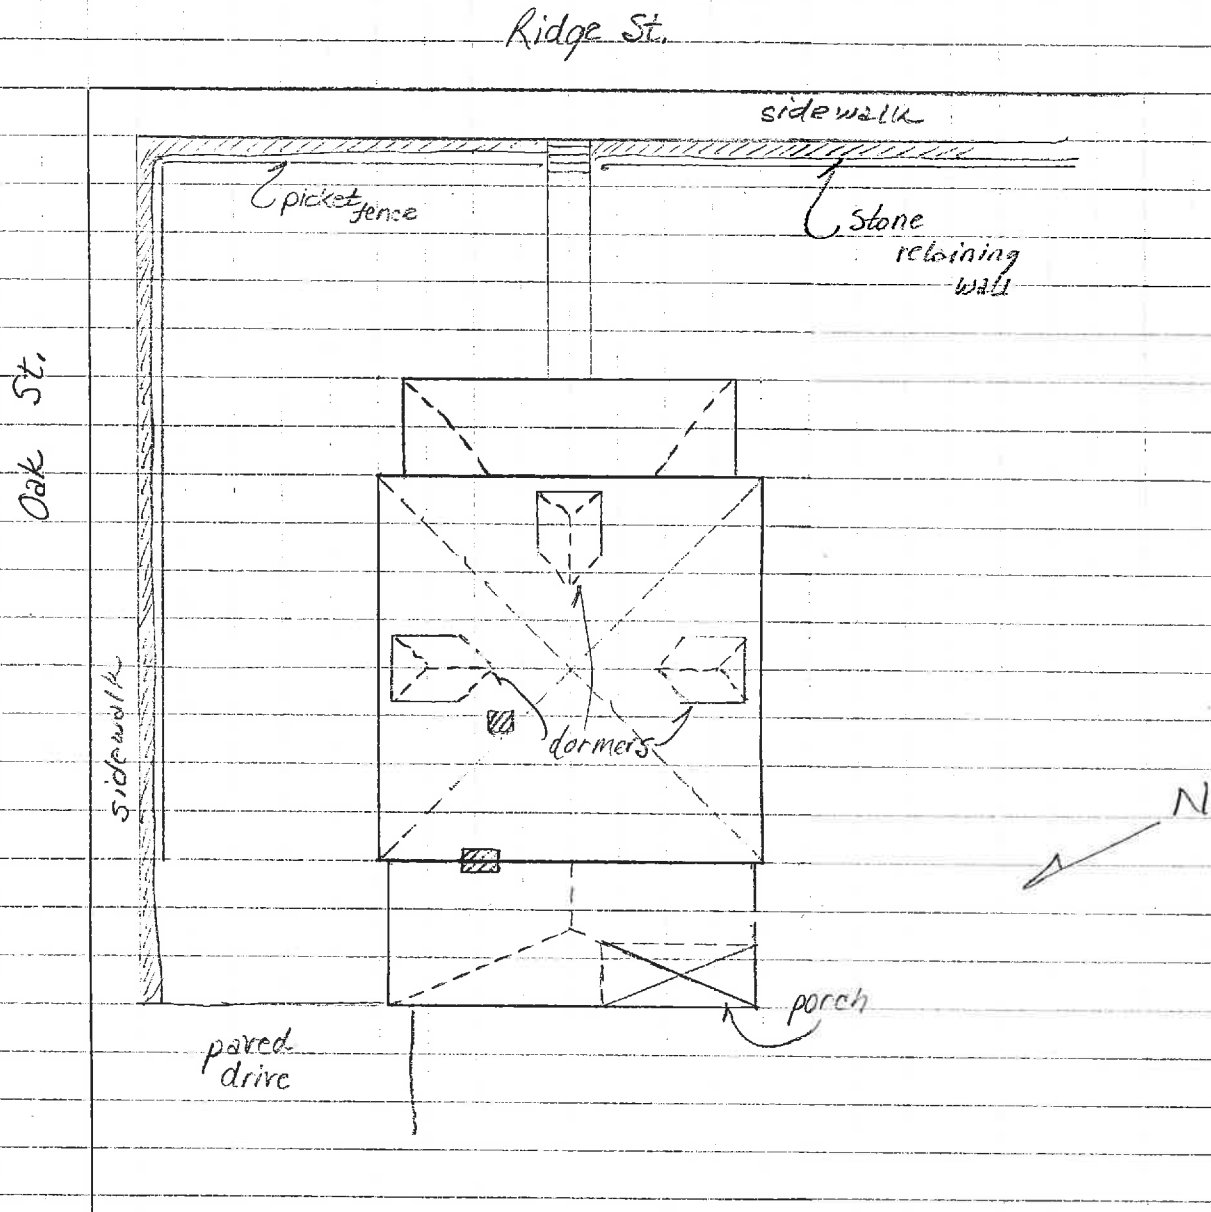 Ridge St.
sidewalk
picket
fence
Stone
retaining
wall
Oak St.
sidewalk
dormers
N
porch
paved
drive